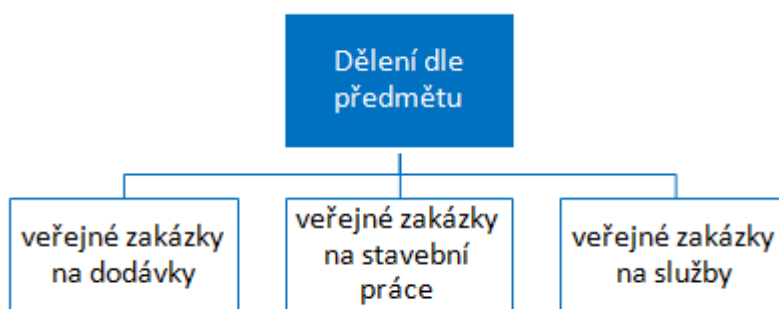 Dělení dle
předmětu
veřejné zakázky
na dodávky
veřejné zakázky
na stavební
práce
veřejné zakázky
na služby